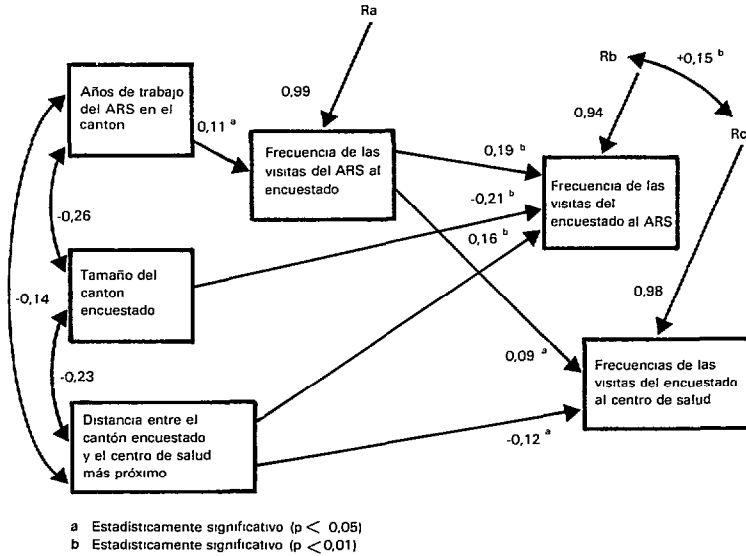 Ra
Rb
+0,15 b
Rc
0,99
0,94
Años de trabajo
del ARS en el
canton
0,11 a
Frecuencia de las
visitas del ARS al
encuestado
0,19 b
-0,21 b
0,16 b
Frecuencia de las
visitas del
encuestado al ARS
-0,26
Tamaño del
canton
encuestado
-0,14
0,98
-0,23
0,09 a
Frecuencias de las
visitas del encuestado
al centro de salud
Distancia entre el
cantón encuestado
y el centro de salud
más próximo
-0,12 a
a Estadísticamente significativo (p < 0,05)
b Estadísticamente significativo (p < 0,01)